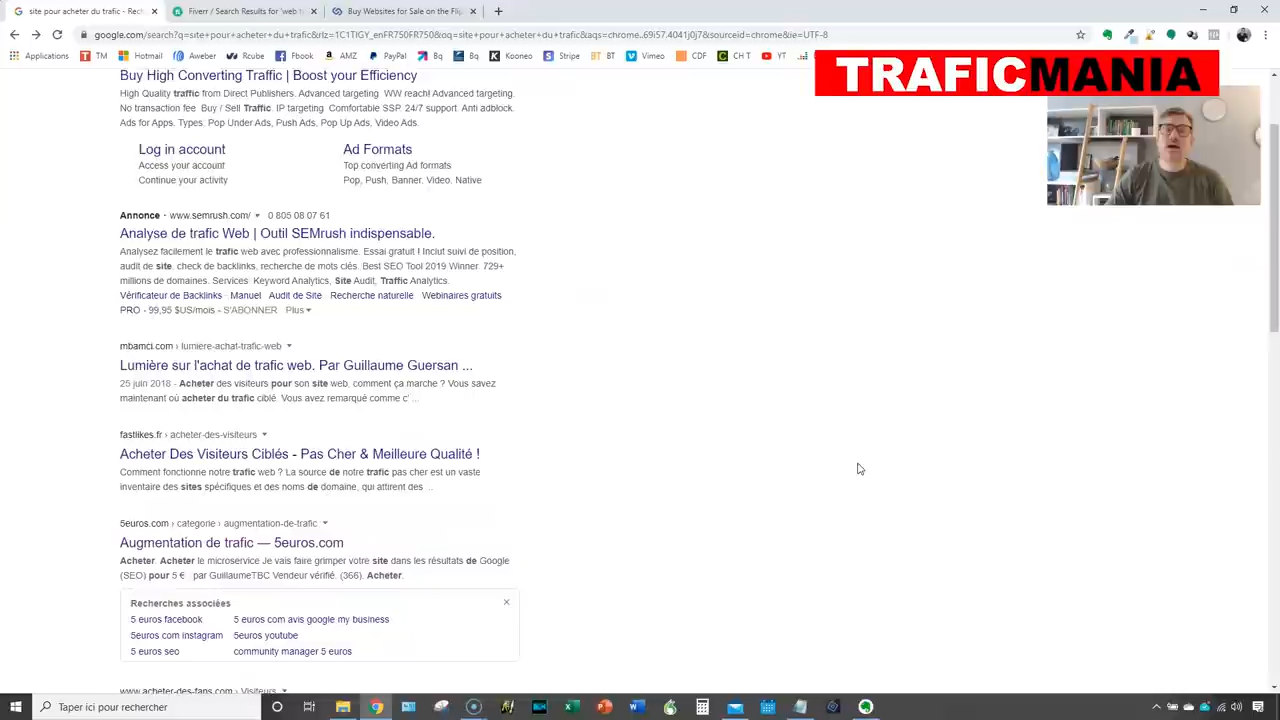 site pour acheter du trafic - Rec
Fiverr / Search Results for 'web t
Buy Websites for Sale on the Flip
google.com/search?q=site+pour+acheter+du+trafic&rlz=1C1TIGY_enFR750FR750&oq=site+pour+acheter+du+trafic&aqs=chrome..69i57.4041j0j7&sourceid=chrome&ie=UTF-8
Applications TM Hotmail Aweber Rcube Fbook AMZ PayPal Bq Bj Kooneo Stripe BT BT Video CDF CH T YT
TRAFICMANIA
Buy High Converting Traffic | Boost your Efficiency
High Quality traffic from Direct Publishers. Advanced targeting. WW reach! Advanced targeting.
No transaction fee. Buy / Sell Traffic. IP targeting. Comfortable SSP. 24/7 support. Anti adblock.
Ads for Apps. Types: Pop Under Ads, Push Ads, Pop Up Ads, Video Ads.
Log in account
Access your account
Continue your activity
Ad Formats
Top converting Ad formats
Pop, Push, Banner, Video, Native
Annonce · www.semrush.com/ 0 805 08 07 61
Analyse de trafic Web | Outil SEMrush indispensable.
Analysez facilement le trafic web avec professionnalisme. Essai gratuit ! Inclut suivi de position,
audit de site, check de backlinks, recherche de mots clés. Best SEO Tool 2019 Winner. 729+
millions de domaines. Services: Keyword Analytics, Site Audit, Traffic Analytics.
Vérificateur de Backlinks · Manuel · Audit de Site · Recherche naturelle · Webinaires gratuits
PRO - 99,95 $US/mois - S'ABONNER Plus
mbamci.com › lumiere-achat-trafic-web
Lumière sur l'achat de trafic web. Par Guillaume Guersan ...
25 juin 2018 - Acheter des visiteurs pour son site web, comment ça marche ? Vous savez
maintenant où acheter du trafic ciblé. Vous avez remarqué comme c' ...
fastlikes.fr › acheter-des-visiteurs
Acheter Des Visiteurs Ciblés - Pas Cher & Meilleure Qualité !
Comment fonctionne notre trafic web ? La source de notre trafic pas cher est un vaste
inventaire des sites spécifiques et des noms de domaine, qui attirent des ...
5euros.com › categorie › augmentation-de-trafic
Augmentation de trafic — 5euros.com
Acheter. Acheter le microservice Je vais faire grimper votre site dans les résultats de Google
(SEO) pour 5 € · par GuillaumeTBC Vendeur vérifié. (366). Acheter.
Recherches associées
5 euros facebook
5 euros com avis google my business
5euros com instagram
5euros youtube
5 euros seo
community manager 5 euros
www.acheter-des-fans.com › Visiteurs
Taper ici pour rechercher